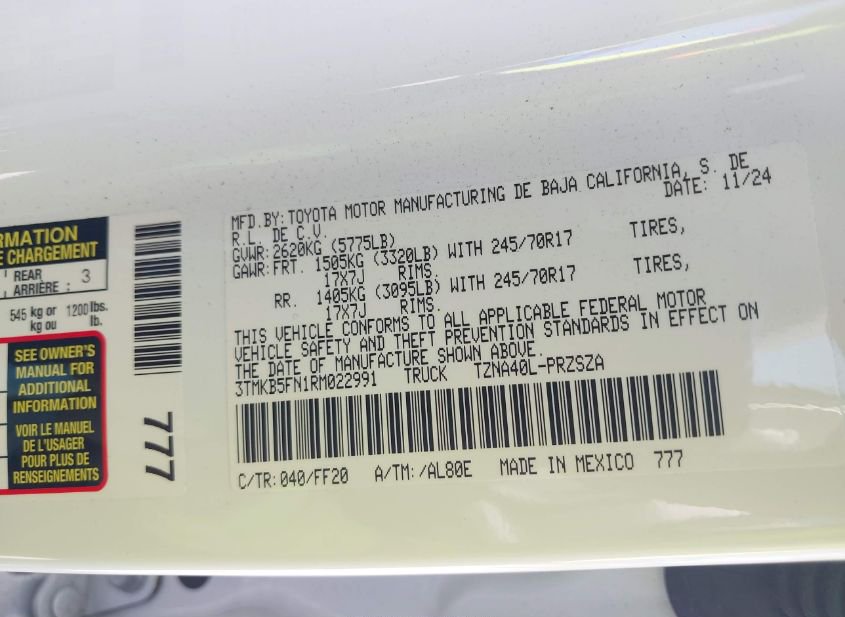 RMATION
E CHARGEMENT
REAR
ARRIÈRE : 3
545 kg or 1200 lbs.
kg ou lb.
SEE OWNER'S
MANUAL FOR
ADDITIONAL
INFORMATION
VOIR LE MANUEL
DE L'USAGER
POUR PLUS DE
RENSEIGNEMENTS
777
MFD.BY: TOYOTA MOTOR MANUFACTURING DE BAJA CALIFORNIA, S. DE
R.L. DE C.V. DATE: 11/24
GVWR: 2620KG (5775LB)
GAWR: FRT. 1505KG (3320LB) WITH 245/70R17 TIRES,
17X7J RIMS.
RR. 1405KG (3095LB) WITH 245/70R17 TIRES,
17X7J RIMS.
THIS VEHICLE CONFORMS TO ALL APPLICABLE FEDERAL MOTOR
VEHICLE SAFETY AND THEFT PREVENTION STANDARDS IN EFFECT ON
THE DATE OF MANUFACTURE SHOWN ABOVE.
3TMKB5FN1RM022991 TRUCK TZNA40L-PRZSZA
C/TR: 040/FF20 A/TM: /AL80E MADE IN MEXICO 777